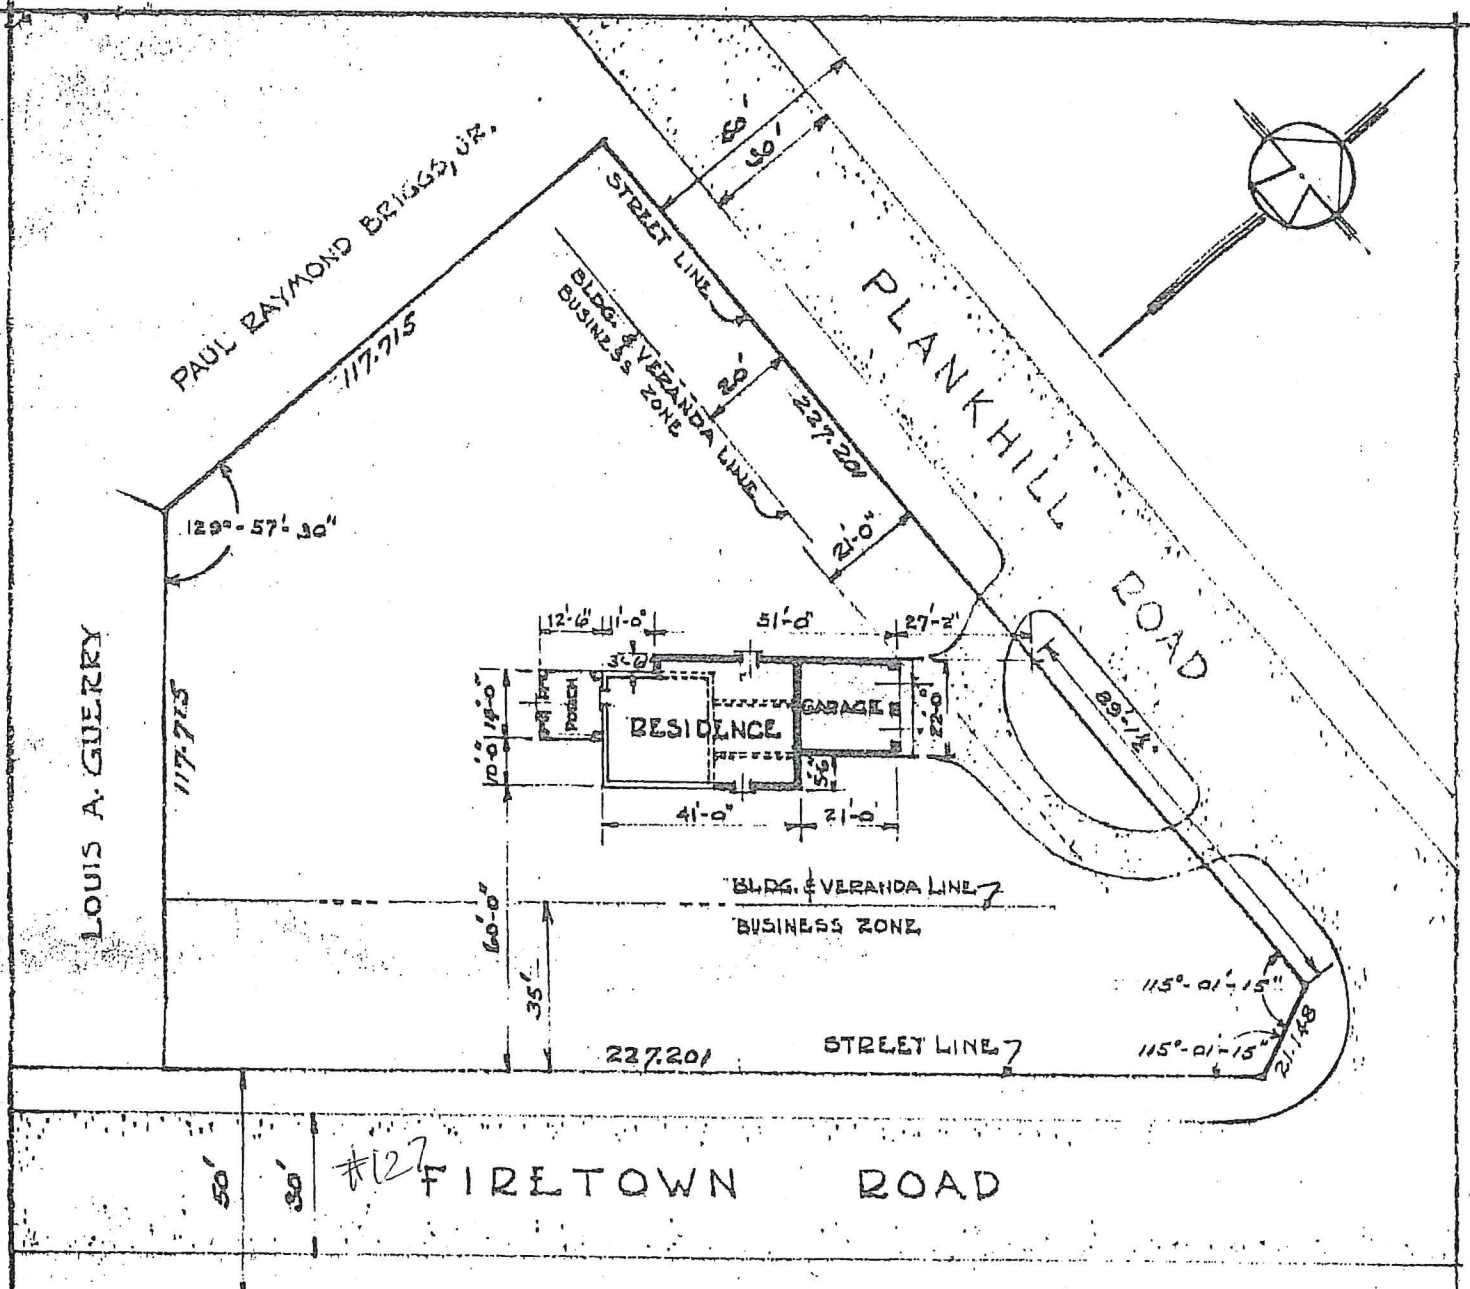 PAUL RAYMOND BRIGGS, JR.
117.715
STREET LINE
BLDG. & VERANDA LINE
BUSINESS ZONE
30'
20'
227.201
21'-0"
PLANKHILL
ROAD
129°-57'-30"
LOUIS A. GUERRY
117.715
12'-6"
1'-0"
51'-0"
27'-2"
3'-6"
14'-0"
10'-0"
PORCH
RESIDENCE
GARAGE
22'-0"
5'-6"
41'-0"
21'-0"
89'-1½"
60'-0"
35'
BLDG. & VERANDA LINE
BUSINESS ZONE
115°-01'-15"
115°-01'-15"
21.148
227.201
STREET LINE
50'
30'
#127
FIRETOWN ROAD